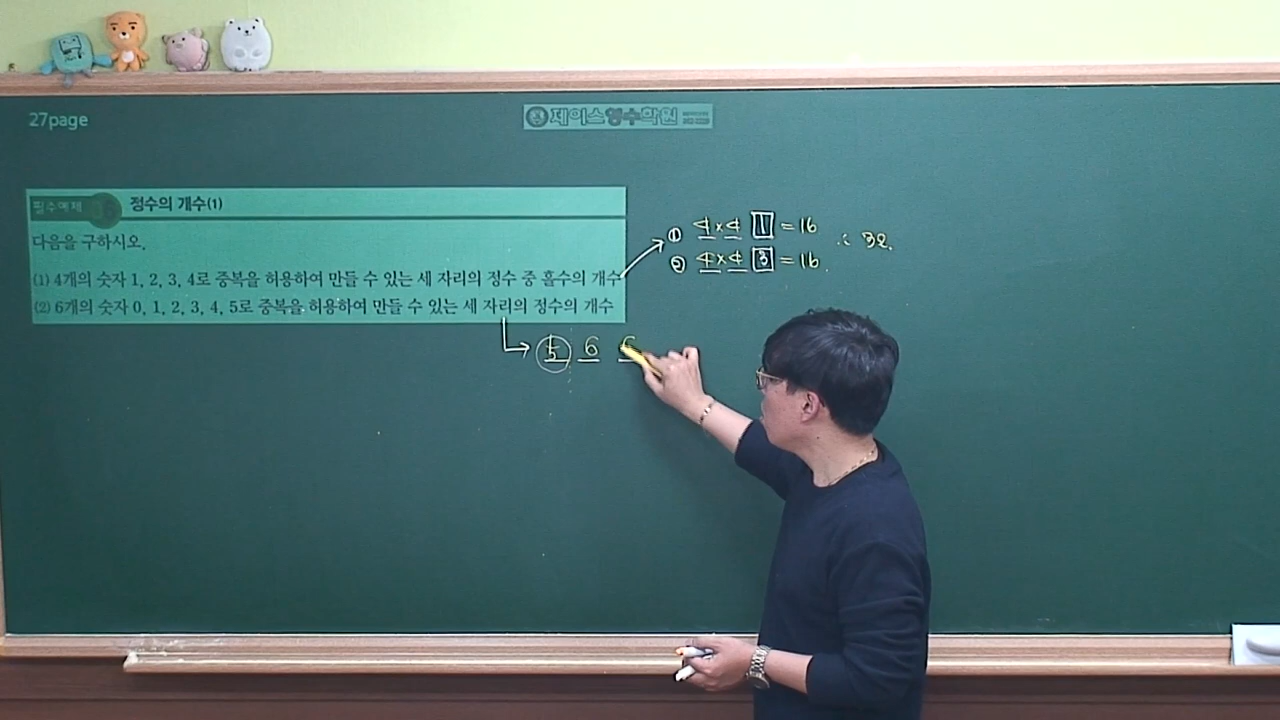 27page
제이스영수학원
필수예제
정수의 개수(1)
다음을 구하시오.
(1) 4개의 숫자 1, 2, 3, 4로 중복을 허용하여 만들 수 있는 세 자리의 정수 중 홀수의 개수
(2) 6개의 숫자 0, 1, 2, 3, 4, 5로 중복을 허용하여 만들 수 있는 세 자리의 정수의 개수
① 4×4 1 = 16
② 4×4 3 = 16
∴ 32.
5 6 6